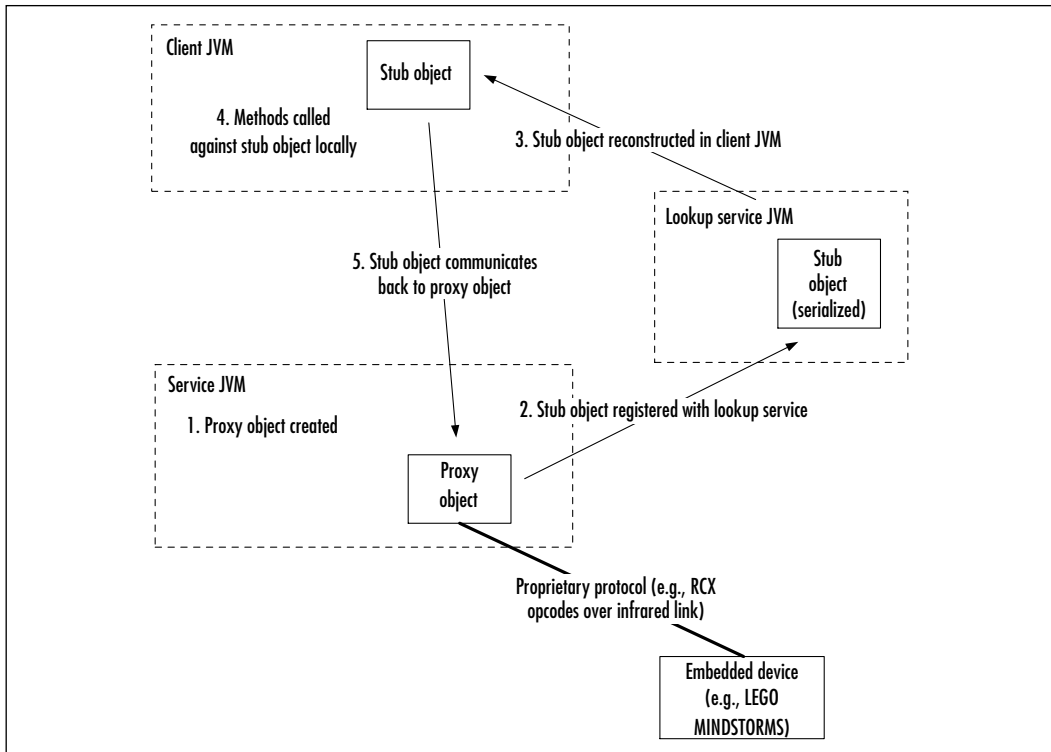 Client JVM
Stub object
4. Methods called
against stub object locally
3. Stub object reconstructed in client JVM
Lookup service JVM
Stub
object
(serialized)
5. Stub object communicates
back to proxy object
Service JVM
1. Proxy object created
2. Stub object registered with lookup service
Proxy
object
Proprietary protocol (e.g., RCX
opcodes over infrared link)
Embedded device
(e.g., LEGO
MINDSTORMS)